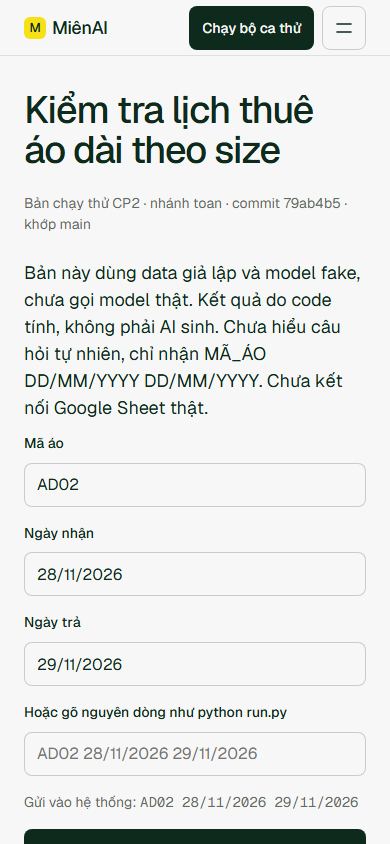 M MiênAI
Chạy bộ ca thử
Kiểm tra lịch thuê
áo dài theo size
Bản chạy thử CP2 · nhánh toan · commit 79ab4b5 ·
khớp main
Bản này dùng data giả lập và model fake,
chưa gọi model thật. Kết quả do code
tính, không phải AI sinh. Chưa hiểu câu
hỏi tự nhiên, chỉ nhận MÃ_ÁO
DD/MM/YYYY DD/MM/YYYY. Chưa kết
nối Google Sheet thật.
Mã áo
AD02
Ngày nhận
28/11/2026
Ngày trả
29/11/2026
Hoặc gõ nguyên dòng như python run.py
AD02 28/11/2026 29/11/2026
Gửi vào hệ thống: AD02 28/11/2026 29/11/2026